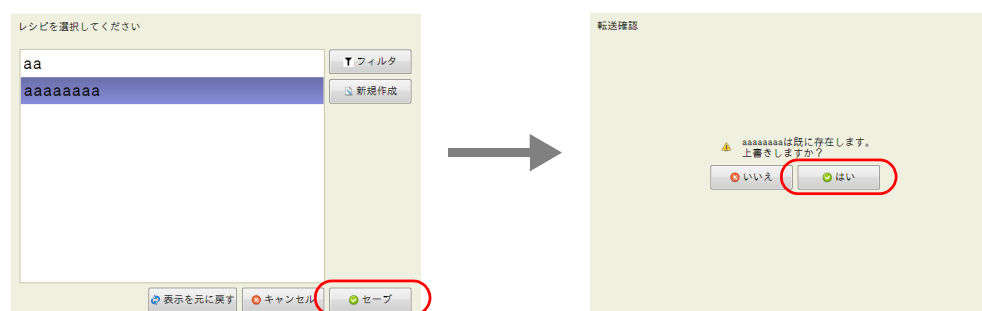 レシピを選択してください
aa
aaaaaaaa
フィルタ
新規作成
表示を元に戻す
キャンセル
セーブ
転送確認
aaaaaaaaは既に存在します。
上書きしますか？
いいえ
はい